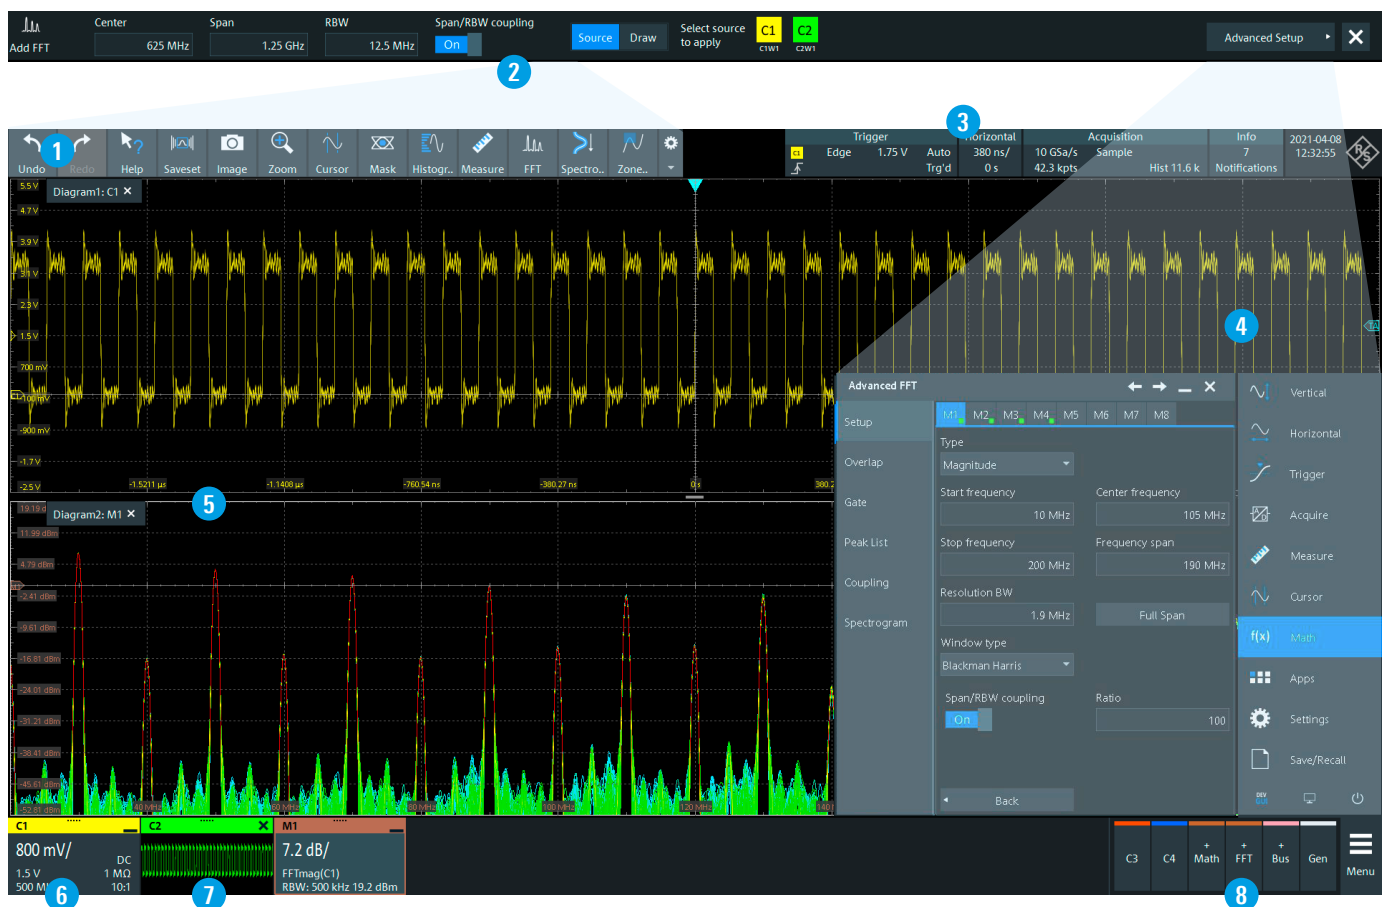 Center
Span
RBW
Span/RBW coupling
Add FFT
625 MHz
1.25 GHz
12.5 MHz
On
Source
Draw
Select source
to apply
C1
C1W1
C2
C2W1
Advanced Setup
2
1
Undo
Redo
Help
Saveset
Image
Zoom
Cursor
Mask
Histogr..
Measure
FFT
Spectro..
Zone..
3
Trigger
Horizontal
Acquisition
Info
C1
Edge
1.75 V
Auto
380 ns/
10 GSa/s
Sample
7
Trg'd
0 s
42.3 kpts
Hist 11.6 k
Notifications
2021-04-08
12:32:55
R S
5.5 V
Diagram1: C1
4.7 V
3.9 V
3.1 V
2.3 V
1.5 V
700 mV
-100 mV
-900 mV
-1.7 V
-2.5 V
-1.5211 µs
-1.1408 µs
-760.54 ns
-380.27 ns
0 s
380.2
TA
4
5
Diagram2: M1
11.99 dBm
4.79 dBm
-2.41 dBm
-9.61 dBm
-16.81 dBm
-24.01 dBm
-31.21 dBm
-38.41 dBm
-45.61 dBm
-52.81 dBm
40 MHz
60 MHz
80 MHz
100 MHz
120 MHz
140
Advanced FFT
Setup
Overlap
Gate
Peak List
Coupling
Spectrogram
M1
M2
M3
M4
M5
M6
M7
M8
Type
Magnitude
Start frequency
10 MHz
Center frequency
105 MHz
Stop frequency
200 MHz
Frequency span
190 MHz
Resolution BW
1.9 MHz
Full Span
Window type
Blackman Harris
Span/RBW coupling
On
Ratio
100
Back
Vertical
Horizontal
Trigger
Acquire
Measure
Cursor
f(x)
Math
Apps
Settings
Save/Recall
DEV
GUI
C1
800 mV/
DC
1.5 V
1 MΩ
500 M
10:1
6
C2
7
M1
7.2 dB/
FFTmag(C1)
RBW: 500 kHz 19.2 dBm
C3
C4
+
Math
+
FFT
+
Bus
Gen
8
Menu